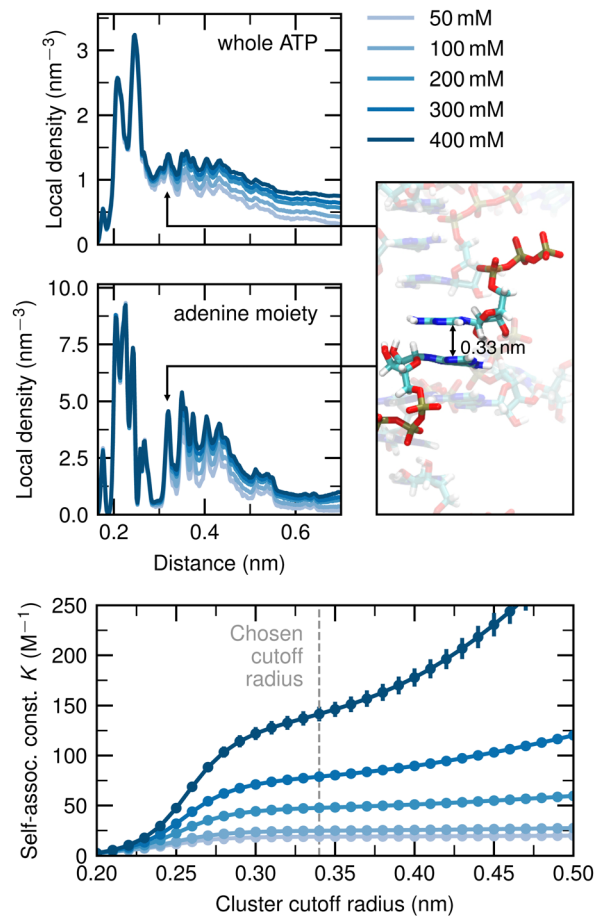 whole ATP
Local density (nm⁻³)
3
2
1
0
50 mM
100 mM
200 mM
300 mM
400 mM
adenine moiety
Local density (nm⁻³)
10.0
7.5
5.0
2.5
0.0
0.2
0.4
0.6
Distance (nm)
0.33 nm
Self-assoc. const. K (M⁻¹)
250
200
150
100
50
0
Chosen
cutoff
radius
0.20
0.25
0.30
0.35
0.40
0.45
0.50
Cluster cutoff radius (nm)